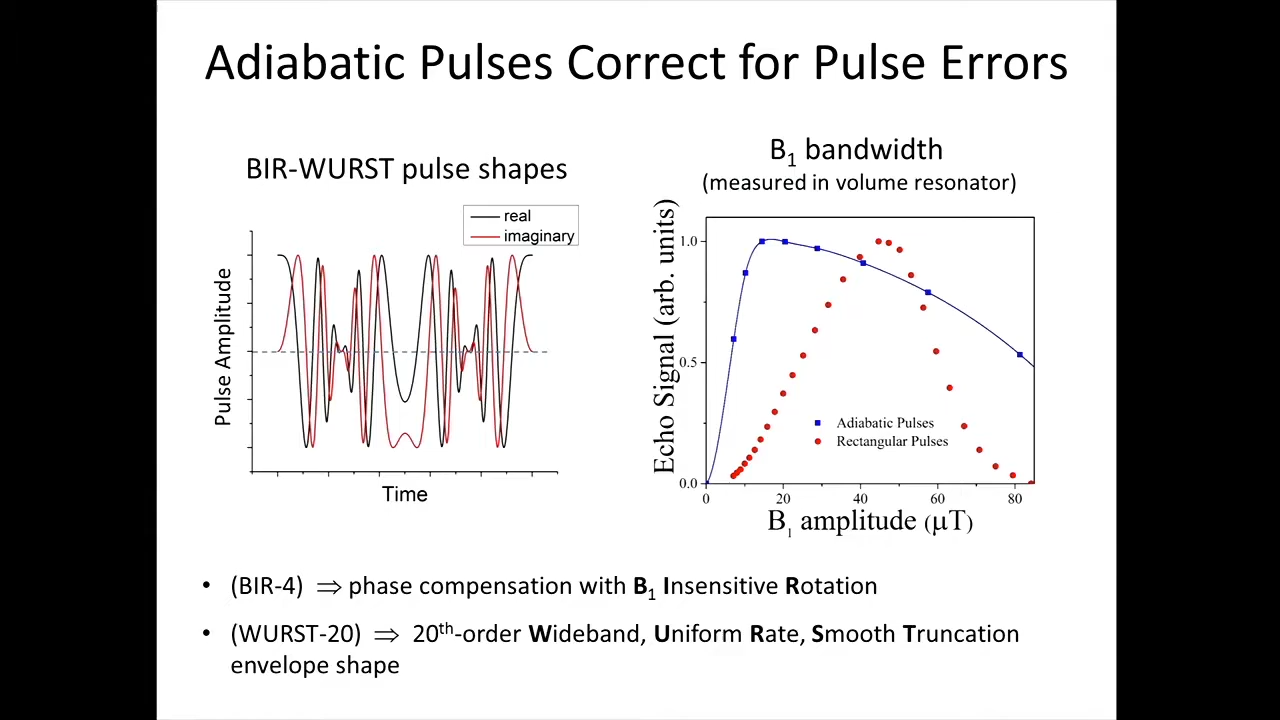 Adiabatic Pulses Correct for Pulse Errors
BIR-WURST pulse shapes
real
imaginary
Pulse Amplitude
Time
B1 bandwidth
(measured in volume resonator)
Echo Signal (arb. units)
1.0
0.5
0.0
Adiabatic Pulses
Rectangular Pulses
0 20 40 60 80
B1 amplitude (μT)
• (BIR-4) ⇒ phase compensation with B1 Insensitive Rotation
• (WURST-20) ⇒ 20th-order Wideband, Uniform Rate, Smooth Truncation
envelope shape